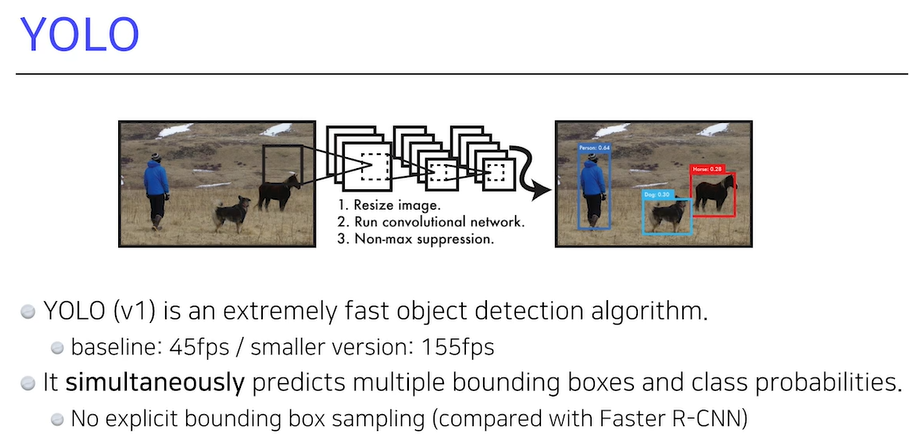 YOLO
1. Resize image.
2. Run convolutional network.
3. Non-max suppression.
Person: 0.64
Horse: 0.28
Dog: 0.30
YOLO (v1) is an extremely fast object detection algorithm.
baseline: 45fps / smaller version: 155fps
It simultaneously predicts multiple bounding boxes and class probabilities.
No explicit bounding box sampling (compared with Faster R-CNN)